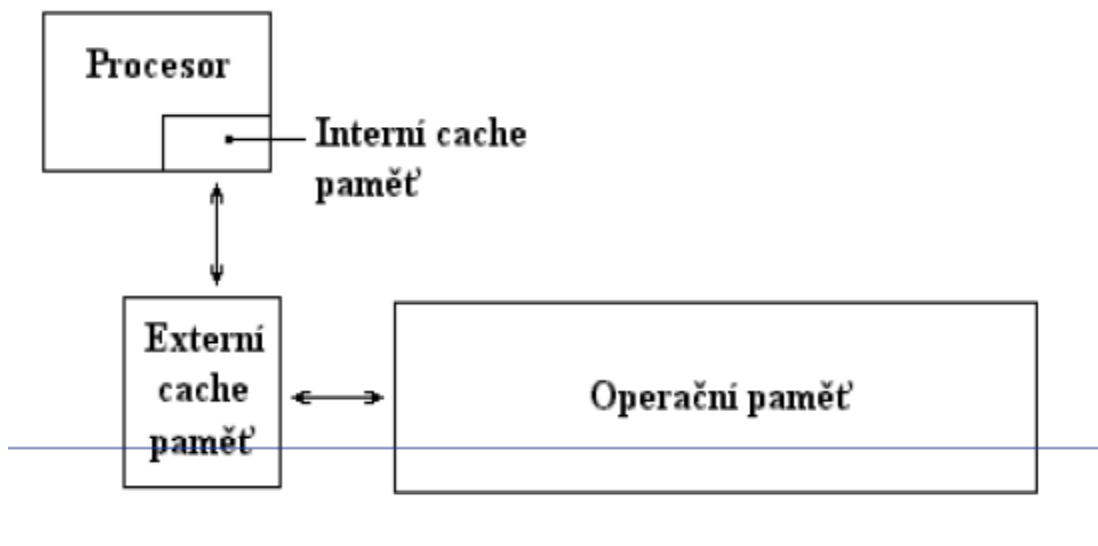 Procesor
Interní cache
paměť
Externí
cache
paměť
Operační paměť